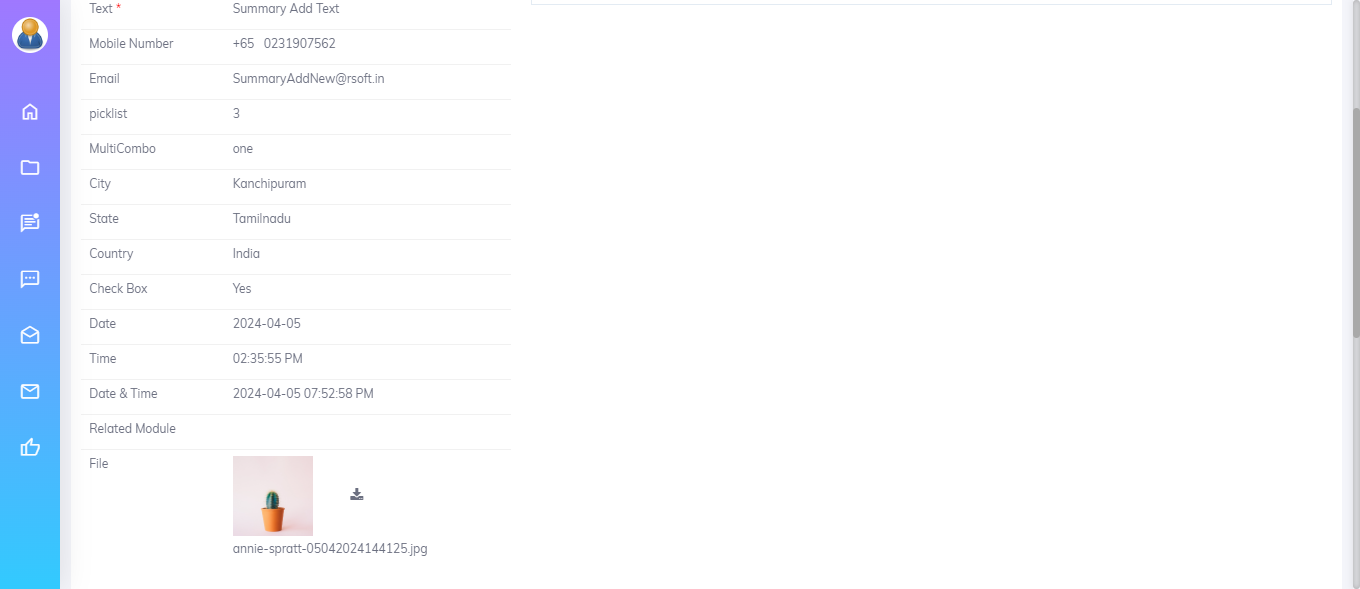 Text * Summary Add Text
Mobile Number +65 0231907562
Email SummaryAddNew@rsoft.in
picklist 3
MultiCombo one
City Kanchipuram
State Tamilnadu
Country India
Check Box Yes
Date 2024-04-05
Time 02:35:55 PM
Date & Time 2024-04-05 07:52:58 PM
Related Module
File
annie-spratt-05042024144125.jpg